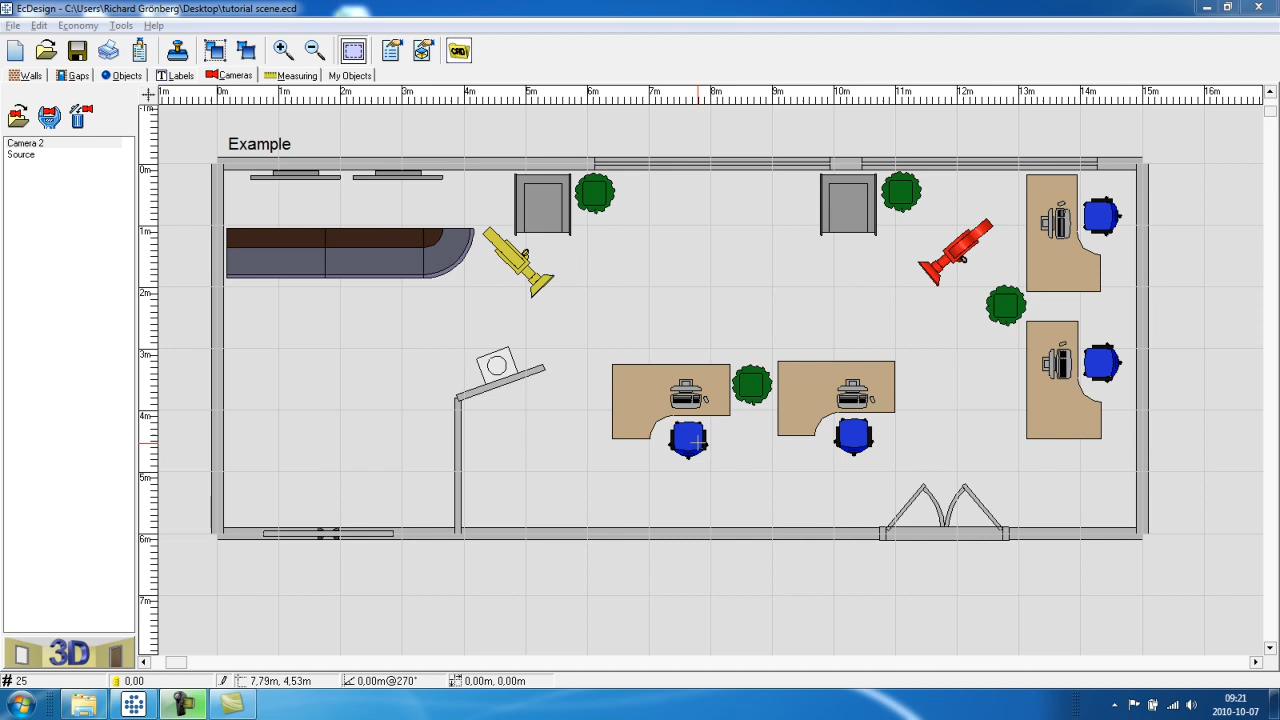 EcDesign - C:\Users\Richard Grönberg\Desktop\tutorial scene.ecd
File Edit Economy Tools Help
CAD
Walls Gaps Objects Labels Cameras Measuring My Objects
1m 0m 1m 2m 3m 4m 5m 6m 7m 8m 9m 10m 11m 12m 13m 14m 15m 16m
-1m
Camera 2
Source
Example
0m
1m
2m
3m
4m
5m
6m
7m
3D
#25 0,00 7,79m, 4,53m 0,00m@270° 0,00m, 0,00m
09:21
2010-10-07